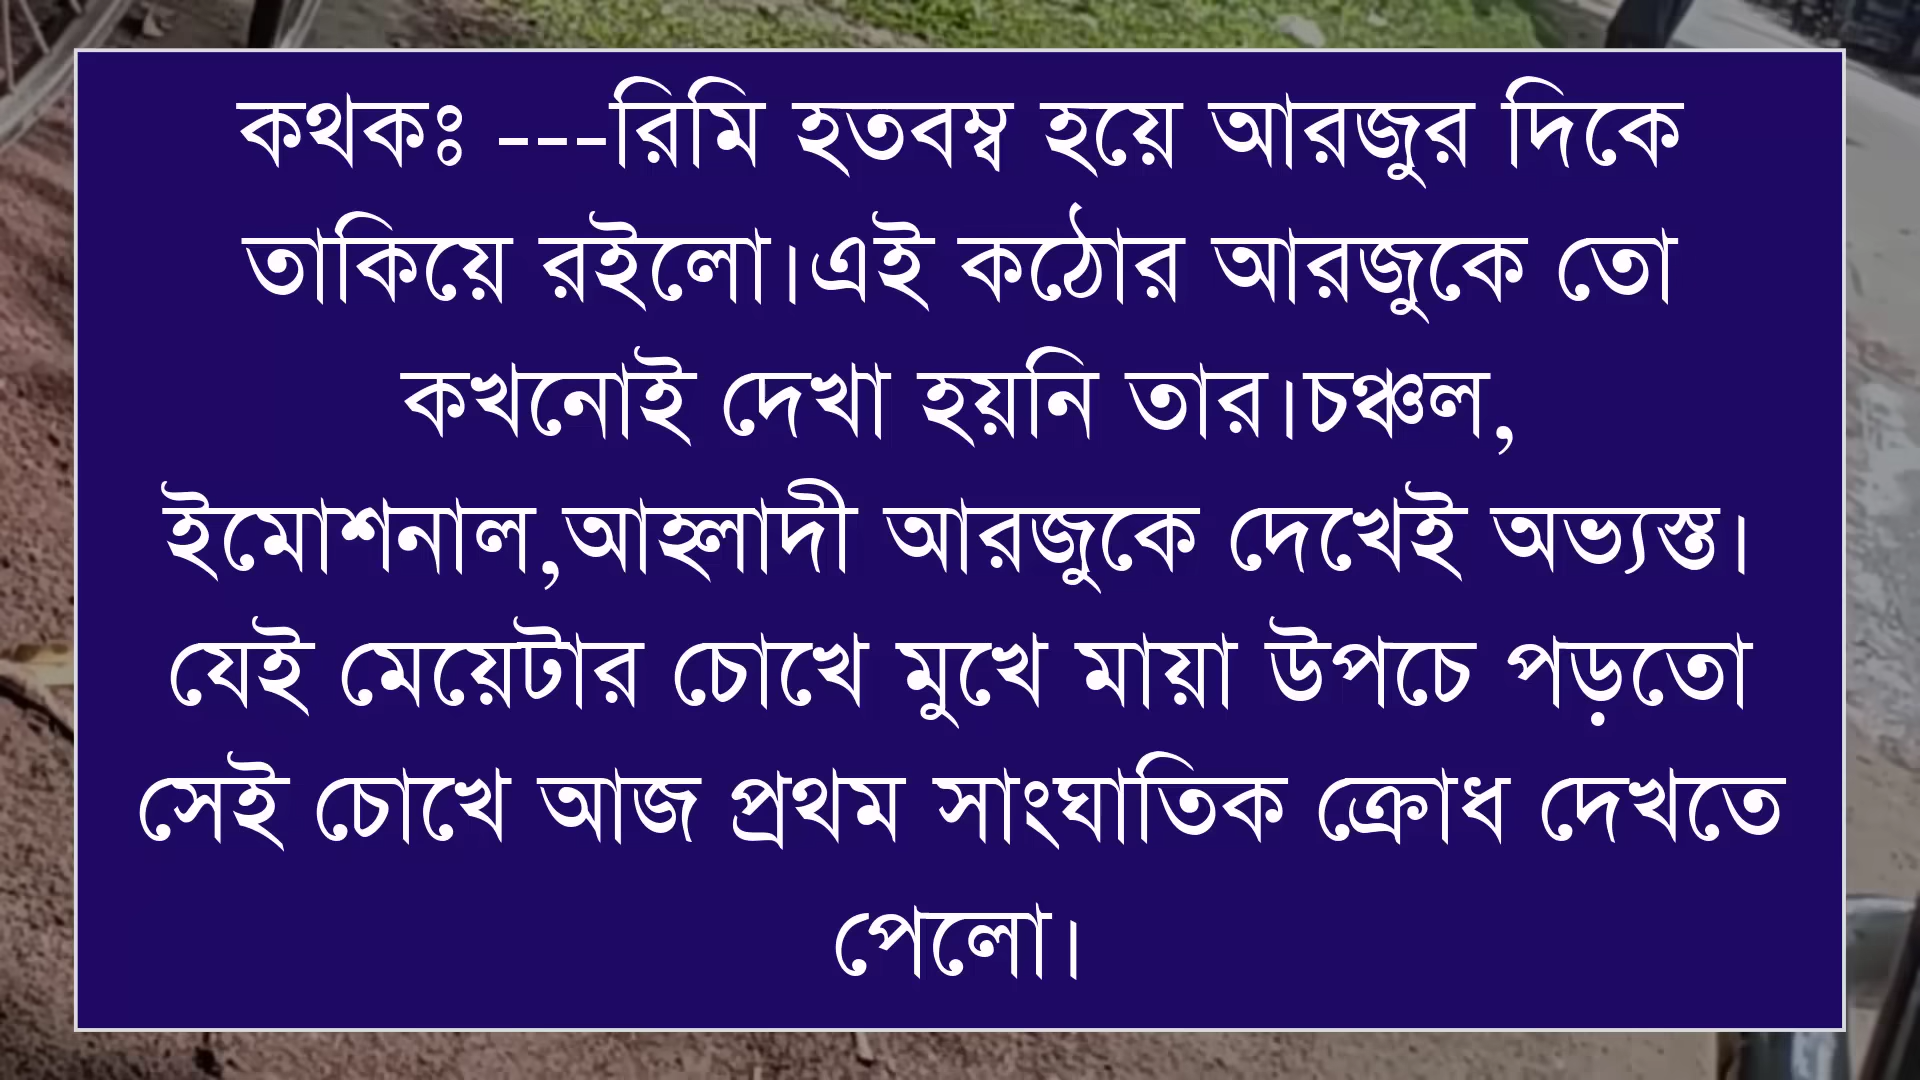 কথকঃ ---রিমি হতবম্ব হয়ে আরজুর দিকে
তাকিয়ে রইলো।এই কঠোর আরজুকে তো
কখনোই দেখা হয়নি তার।চঞ্চল,
ইমোশনাল,আহ্লাদী আরজুকে দেখেই অভ্যস্ত।
যেই মেয়েটার চোখে মুখে মায়া উপচে পড়তো
সেই চোখে আজ প্রথম সাংঘাতিক ক্রোধ দেখতে
পেলো।